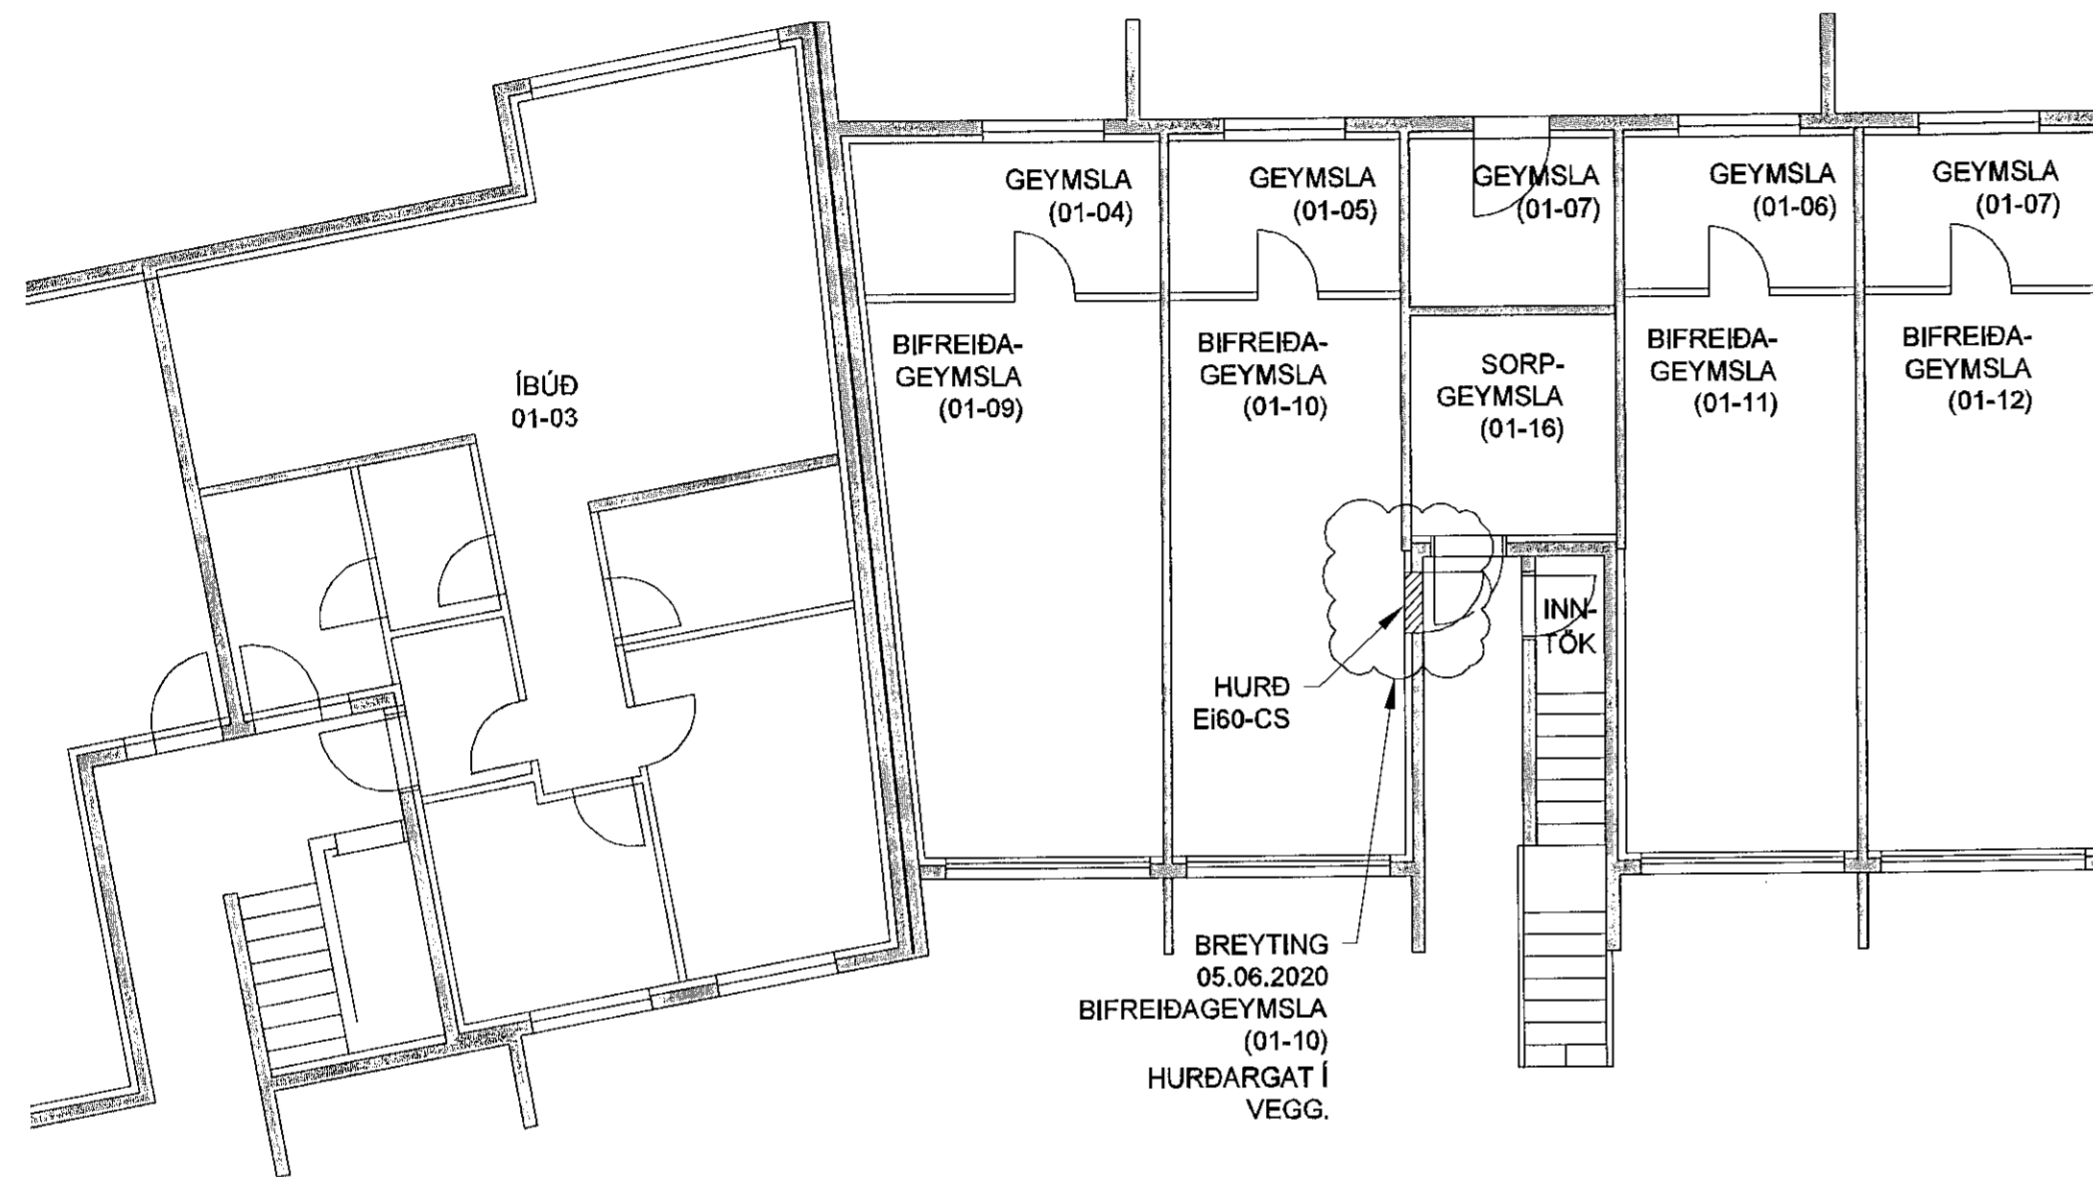 GEYMSLA
(01-04)
GEYMSLA
(01-05)
GEYMSLA
(01-07)
GEYMSLA
(01-06)
GEYMSLA
(01-07)
ÍBÚÐ
01-03
BIFREIÐA-
GEYMSLA
(01-09)
BIFREIÐA-
GEYMSLA
(01-10)
SORP-
GEYMSLA
(01-16)
BIFREIÐA-
GEYMSLA
(01-11)
BIFREIÐA-
GEYMSLA
(01-12)
INN-
TÖK
HURÐ
Ei60-CS
BREYTING
05.06.2020
BIFREIÐAGEYMSLA
(01-10)
HURÐARGAT Í
VEGG.